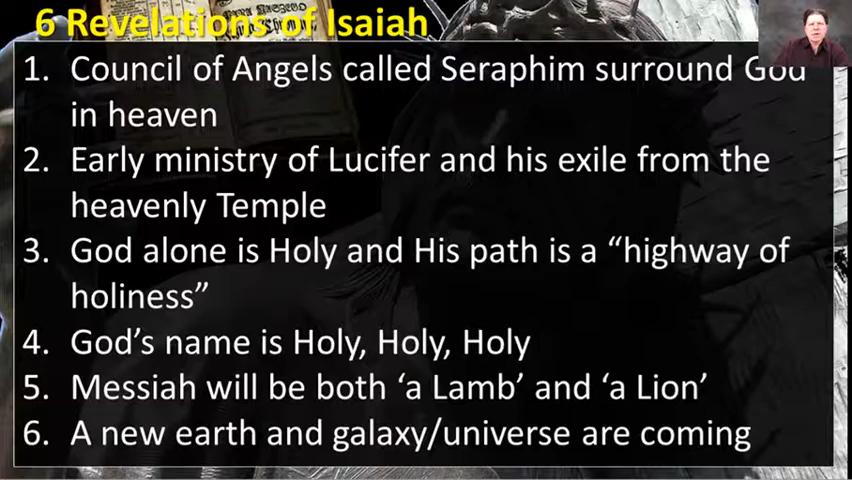 6 Revelations of Isaiah
1. Council of Angels called Seraphim surround God
in heaven
2. Early ministry of Lucifer and his exile from the
heavenly Temple
3. God alone is Holy and His path is a “highway of
holiness”
4. God’s name is Holy, Holy, Holy
5. Messiah will be both ‘a Lamb’ and ‘a Lion’
6. A new earth and galaxy/universe are coming